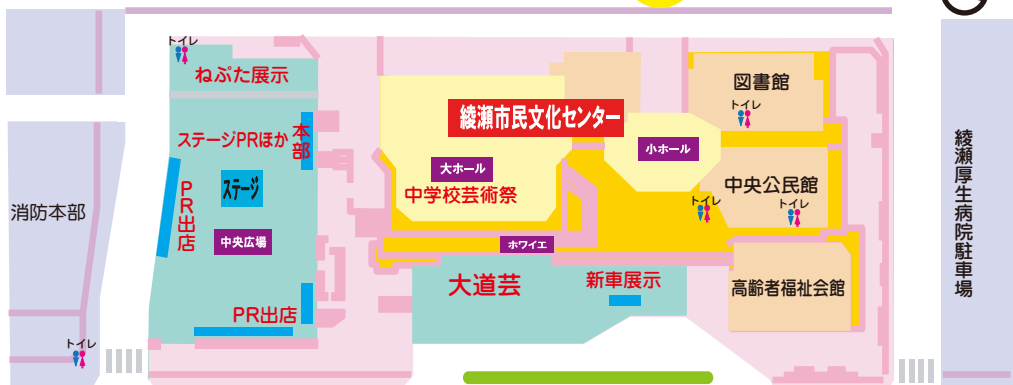 トイレ
ねぷた展示
ステージPRほか
本部
ステージ
PR出店
中央広場
PR出店
消防本部
トイレ
綾瀬市民文化センター
大ホール
中学校芸術祭
小ホール
ホワイエ
大道芸
新車展示
図書館
トイレ
中央公民館
トイレ
トイレ
高齢者福祉会館
綾瀬厚生病院駐車場